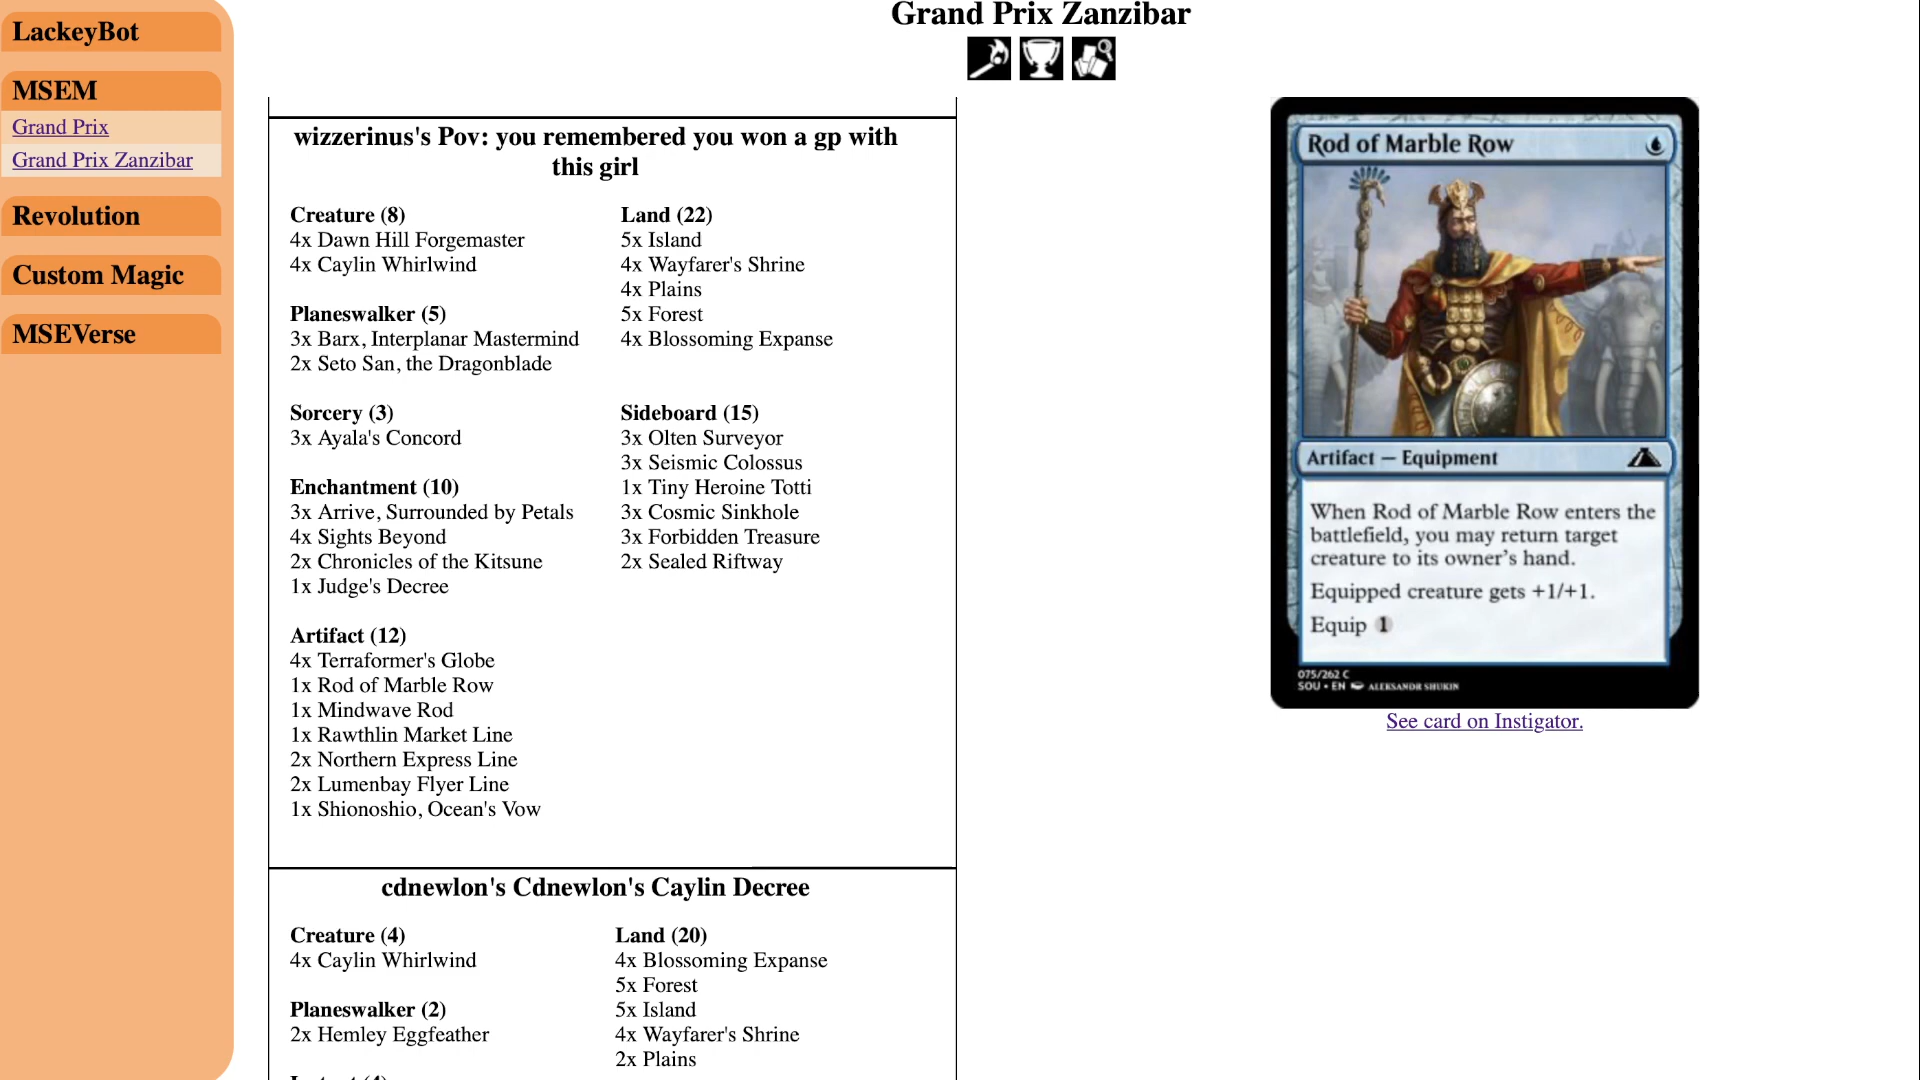 LackeyBot
MSEM
Grand Prix
Grand Prix Zanzibar
Revolution
Custom Magic
MSEVerse
Grand Prix Zanzibar
wizzerinus's Pov: you remembered you won a gp with
this girl
Creature (8)
4x Dawn Hill Forgemaster
4x Caylin Whirlwind
Planeswalker (5)
3x Barx, Interplanar Mastermind
2x Seto San, the Dragonblade
Sorcery (3)
3x Ayala's Concord
Enchantment (10)
3x Arrive, Surrounded by Petals
4x Sights Beyond
2x Chronicles of the Kitsune
1x Judge's Decree
Artifact (12)
4x Terraformer's Globe
1x Rod of Marble Row
1x Mindwave Rod
1x Rawthlin Market Line
2x Northern Express Line
2x Lumenbay Flyer Line
1x Shionoshio, Ocean's Vow
Land (22)
5x Island
4x Wayfarer's Shrine
4x Plains
5x Forest
4x Blossoming Expanse
Sideboard (15)
3x Olten Surveyor
3x Seismic Colossus
1x Tiny Heroine Totti
3x Cosmic Sinkhole
3x Forbidden Treasure
2x Sealed Riftway
cdnewlon's Cdnewlon's Caylin Decree
Creature (4)
4x Caylin Whirlwind
Planeswalker (2)
2x Hemley Eggfeather
Land (20)
4x Blossoming Expanse
5x Forest
5x Island
4x Wayfarer's Shrine
2x Plains
Rod of Marble Row
Artifact — Equipment
When Rod of Marble Row enters the
battlefield, you may return target
creature to its owner's hand.
Equipped creature gets +1/+1.
Equip 1
075/262 C
SOU • EN ALEKSANDR SHUKIN
See card on Instigator.